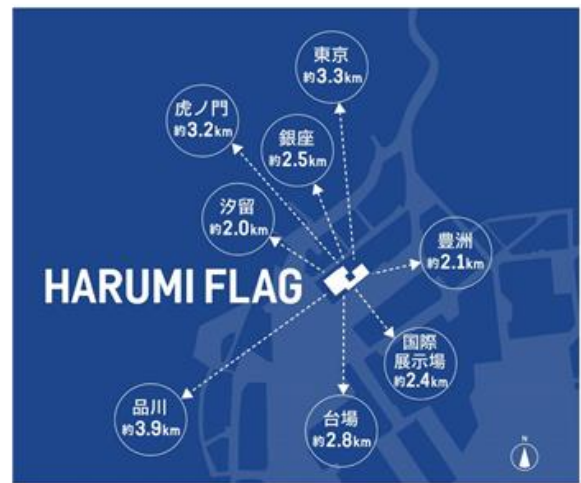 東京
約3.3km
虎ノ門
約3.2km
銀座
約2.5km
汐留
約2.0km
豊洲
約2.1km
HARUMI FLAG
国際
展示場
約2.4km
品川
約3.9km
台場
約2.8km
N